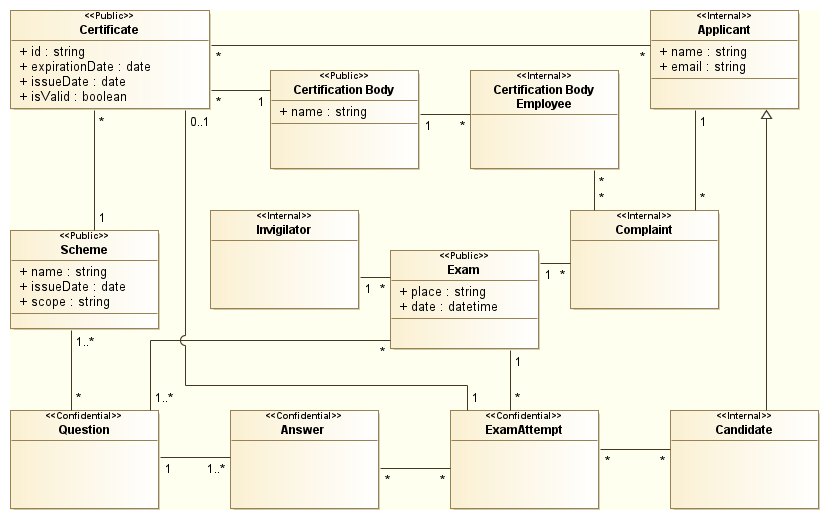 <<Public>>
Certificate
+ id : string
+ expirationDate : date
+ issueDate : date
+ isValid : boolean
<<Internal>>
Applicant
+ name : string
+ email : string
*
*
<<Public>>
Certification Body
+ name : string
*
1
<<Internal>>
Certification Body
Employee
1
*
0..1
*
1
1
*
*
*
<<Internal>>
Invigilator
<<Internal>>
Complaint
<<Public>>
Scheme
+ name : string
+ issueDate : date
+ scope : string
<<Public>>
Exam
+ place : string
+ date : datetime
1
*
1
*
1..*
*
*
1..*
1
*
1
<<Confidential>>
Question
<<Confidential>>
Answer
<<Confidential>>
ExamAttempt
<<Internal>>
Candidate
1
1..*
*
*
*
*